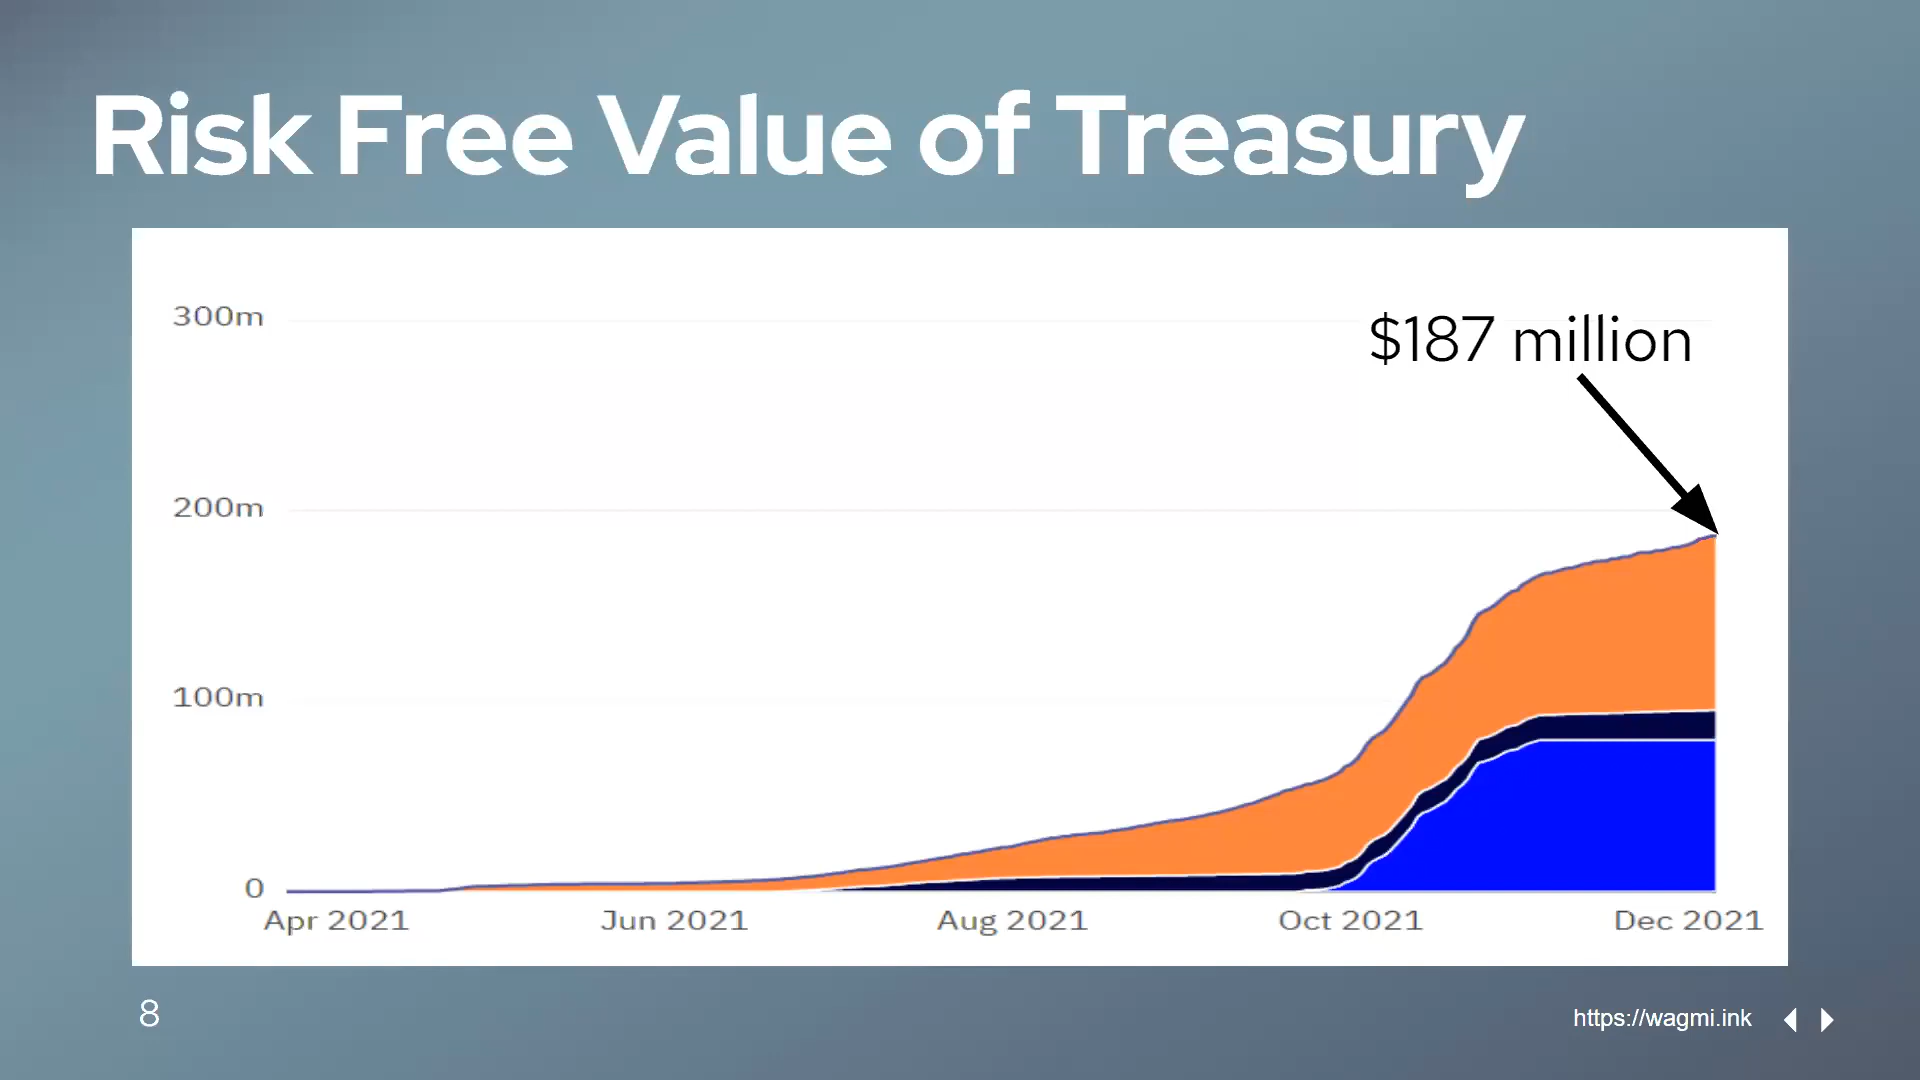 Risk Free Value of Treasury
300m
$187 million
200m
100m
0
Apr 2021 Jun 2021 Aug 2021 Oct 2021 Dec 2021
8
https://wagmi.ink